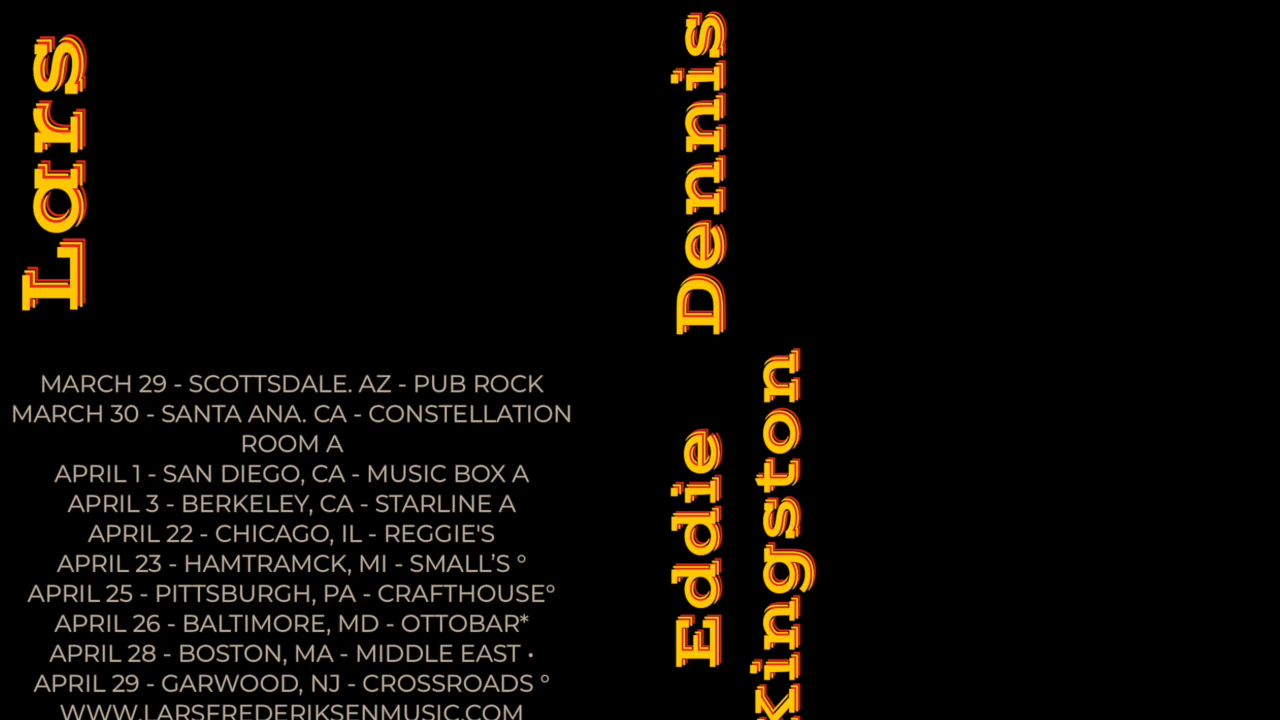 Lars
MARCH 29 - SCOTTSDALE. AZ - PUB ROCK
MARCH 30 - SANTA ANA. CA - CONSTELLATION
ROOM A
APRIL 1 - SAN DIEGO, CA - MUSIC BOX A
APRIL 3 - BERKELEY, CA - STARLINE A
APRIL 22 - CHICAGO, IL - REGGIE'S
APRIL 23 - HAMTRAMCK, MI - SMALL’S °
APRIL 25 - PITTSBURGH, PA - CRAFTHOUSE°
APRIL 26 - BALTIMORE, MD - OTTOBAR*
APRIL 28 - BOSTON, MA - MIDDLE EAST •
APRIL 29 - GARWOOD, NJ - CROSSROADS °
WWW.LARSFREDERIKSENMUSIC.COM
Dennis
Eddie
kingston